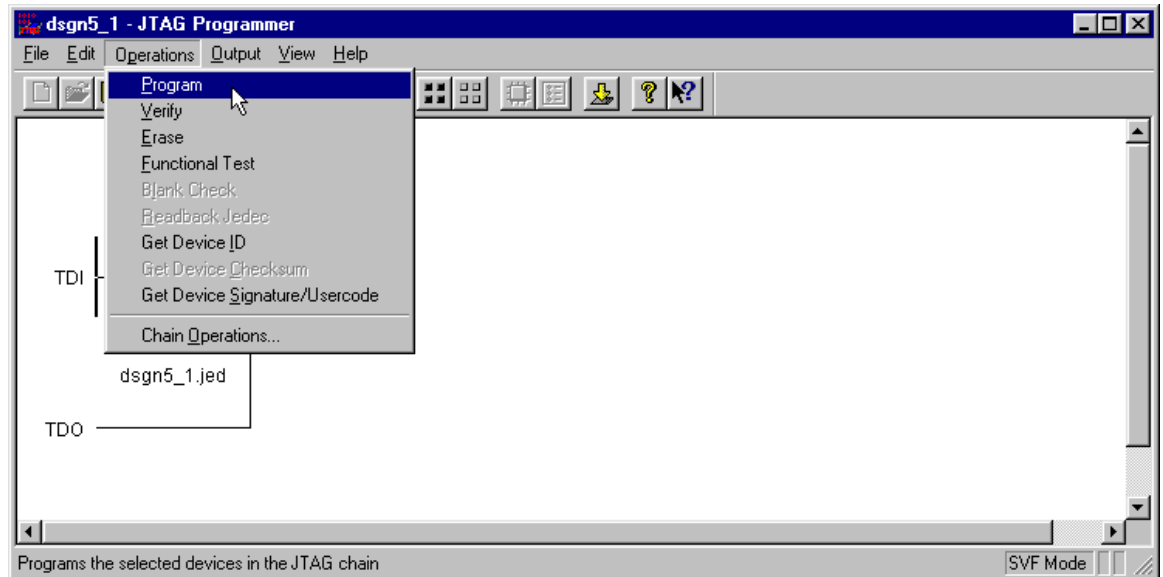 dsgn5_1 - JTAG Programmer
File Edit Operations Output View Help
Program
Verify
Erase
Functional Test
Blank Check
Readback Jedec
Get Device ID
Get Device Checksum
Get Device Signature/Usercode
Chain Operations...
TDI
dsgn5_1.jed
TDO
Programs the selected devices in the JTAG chain
SVF Mode